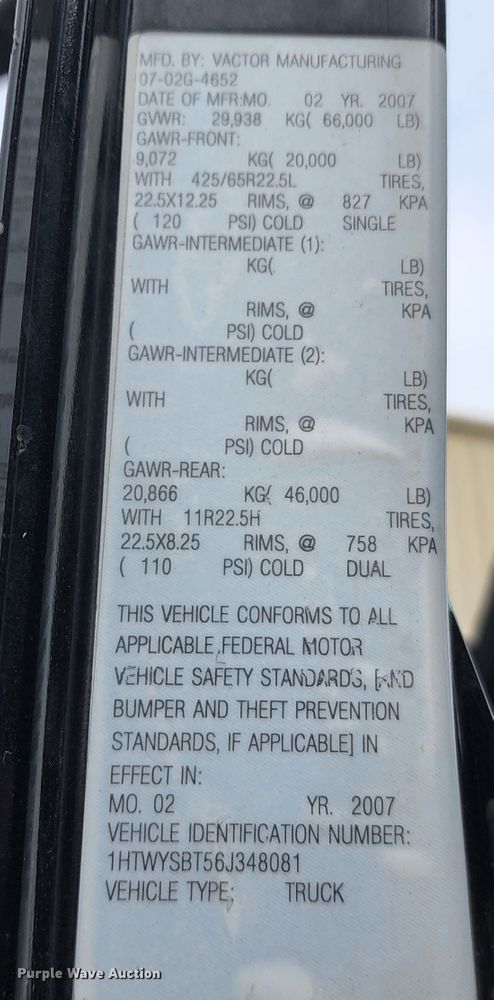 MFD. BY: VACTOR MANUFACTURING
07-02G-4652
DATE OF MFR:MO. 02 YR. 2007
GVWR: 29,938 KG( 66,000 LB)
GAWR-FRONT:
9,072 KG( 20,000 LB)
WITH 425/65R22.5L TIRES,
22.5X12.25 RIMS, @ 827 KPA
( 120 PSI) COLD SINGLE
GAWR-INTERMEDIATE (1):
KG( LB)
WITH TIRES,
RIMS, @ KPA
( PSI) COLD
GAWR-INTERMEDIATE (2):
KG( LB)
WITH TIRES,
RIMS, @ KPA
( PSI) COLD
GAWR-REAR:
20,866 KG( 46,000 LB)
WITH 11R22.5H TIRES,
22.5X8.25 RIMS, @ 758 KPA
( 110 PSI) COLD DUAL
THIS VEHICLE CONFORMS TO ALL
APPLICABLE FEDERAL MOTOR
VEHICLE SAFETY STANDARDS, [AND
BUMPER AND THEFT PREVENTION
STANDARDS, IF APPLICABLE] IN
EFFECT IN:
MO. 02 YR. 2007
VEHICLE IDENTIFICATION NUMBER:
1HTWYSBT56J348081
VEHICLE TYPE: TRUCK
Purple Wave Auction